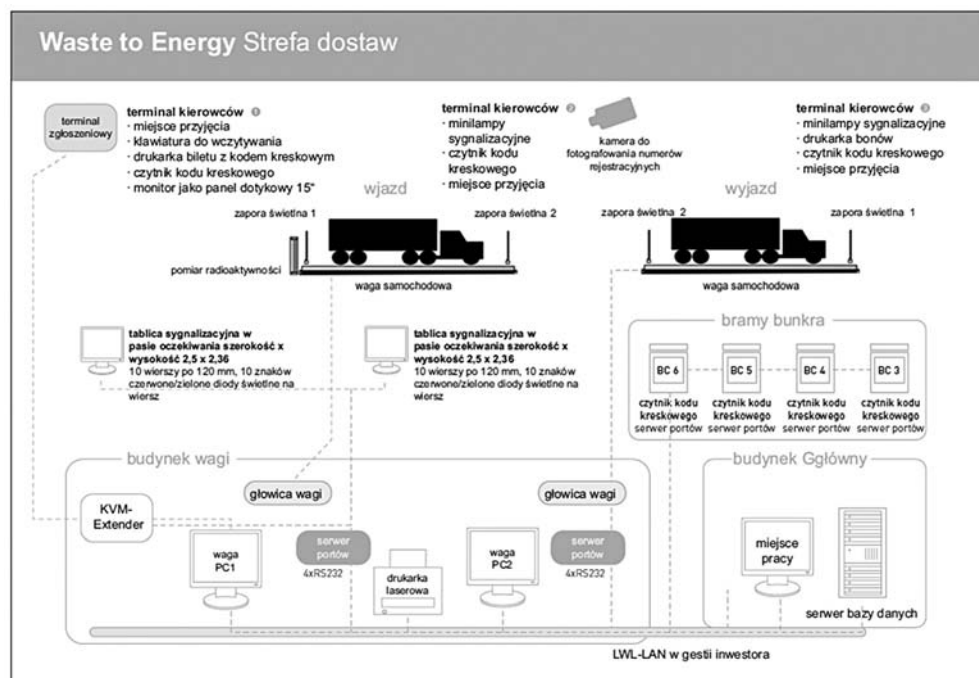 Waste to Energy Strefa dostaw
terminal
zgłoszeniowy
terminal kierowców 1
· miejsce przyjęcia
· klawiatura do wczytywania
· drukarka biletu z kodem kreskowym
· czytnik kodu kreskowego
· monitor jako panel dotykowy 15"
terminal kierowców 2
· minilampy
sygnalizacyjne
· czytnik kodu
kreskowego
· miejsce przyjęcia
kamera do
fotografowania numerów
rojestracyjnych
terminal kierowców 3
· minilampy sygnalizacyjne
· drukarka bonów
· czytnik kodu kreskowego
· miejsce przyjęcia
wjazd
wyjazd
zapora świetlna 1
zapora świetlna 2
zapora świetlna 2
zapora świetlna 1
pomiar radioaktywności
waga samochodowa
waga samochodowa
tablica sygnalizacyjna w
pasie oczekiwania szerokość x
wysokość 2,5 x 2,36
10 wierszy po 120 mm, 10 znaków
czerwone/zielone diody świetlne na
wiersz
tablica sygnalizacyjna w
pasie oczekiwania szerokość x
wysokość 2,5 x 2,36
10 wierszy po 120 mm, 10 znaków
czerwone/zielone diody świetlne na
wiersz
bramy bunkra
BC 6
BC 5
BC 4
BC 3
czytnik kodu
kreskowego
serwer portów
czytnik kodu
kreskowego
serwer portów
czytnik kodu
kreskowego
serwer portów
czytnik kodu
kreskowego
serwer portów
budynek wagi
budynek Ggłówny
głowica wagi
głowica wagi
KVM-
Extender
waga
PC1
serwer
portów
4xRS232
drukarka
laserowa
waga
PC2
serwer
portów
4xRS232
miejsce
pracy
serwer bazy danych
LWL-LAN w gestii inwestora